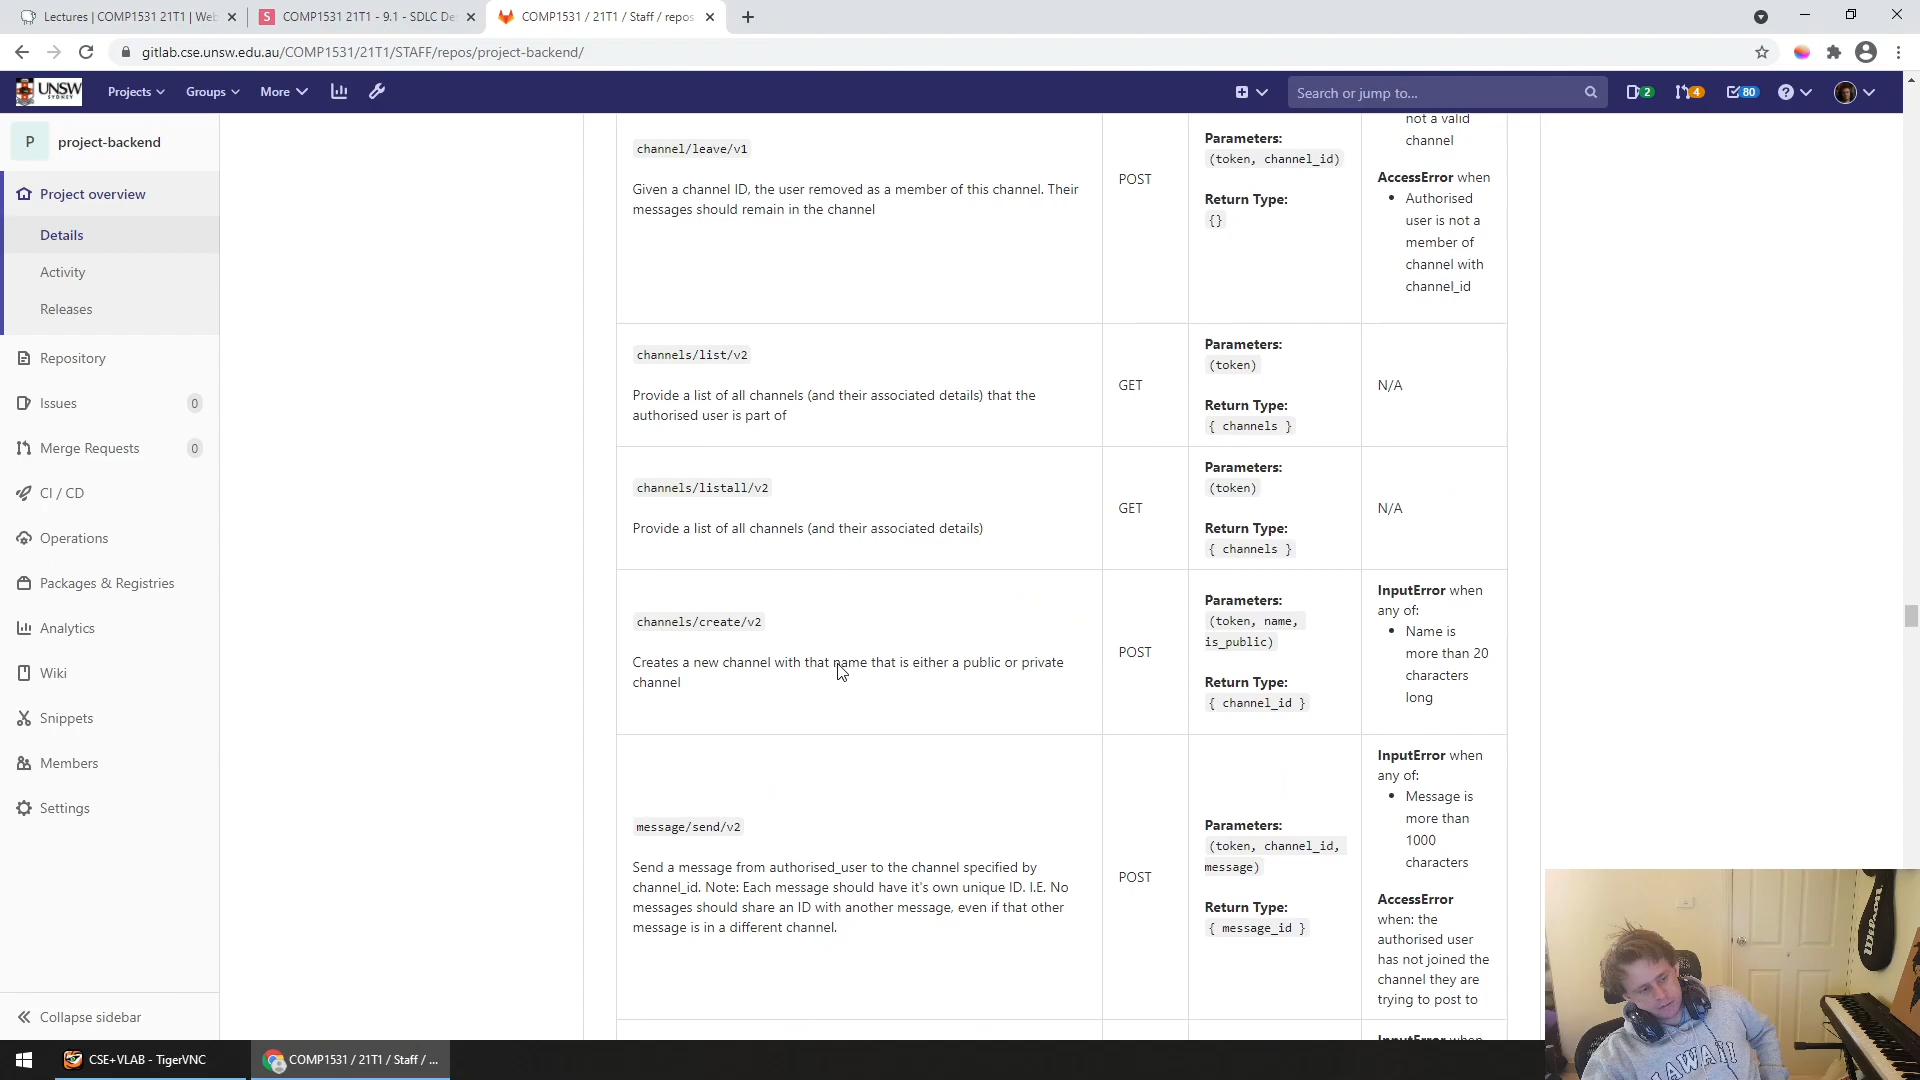 Lectures | COMP1531 21T1 | Web
COMP1531 21T1 - 9.1 - SDLC De
COMP1531 / 21T1 / Staff / repos
gitlab.cse.unsw.edu.au/COMP1531/21T1/STAFF/repos/project-backend/
UNSW
SYDNEY
Projects
Groups
More
Search or jump to...
2
4
80
P
project-backend
Project overview
Details
Activity
Releases
Repository
Issues
0
Merge Requests
0
CI / CD
Operations
Packages & Registries
Analytics
Wiki
Snippets
Members
Settings
Collapse sidebar
channel/leave/v1
Given a channel ID, the user removed as a member of this channel. Their
messages should remain in the channel
POST
Parameters:
(token, channel_id)
Return Type:
{}
not a valid
channel
AccessError when
Authorised
user is not a
member of
channel with
channel_id
channels/list/v2
Provide a list of all channels (and their associated details) that the
authorised user is part of
GET
Parameters:
(token)
Return Type:
{ channels }
N/A
channels/listall/v2
Provide a list of all channels (and their associated details)
GET
Parameters:
(token)
Return Type:
{ channels }
N/A
channels/create/v2
Creates a new channel with that name that is either a public or private
channel
POST
Parameters:
(token, name,
is_public)
Return Type:
{ channel_id }
InputError when
any of:
Name is
more than 20
characters
long
message/send/v2
Send a message from authorised_user to the channel specified by
channel_id. Note: Each message should have it's own unique ID. I.E. No
messages should share an ID with another message, even if that other
message is in a different channel.
POST
Parameters:
(token, channel_id,
message)
Return Type:
{ message_id }
InputError when
any of:
Message is
more than
1000
characters
AccessError
when: the
authorised user
has not joined the
channel they are
trying to post to
InputError when
CSE+VLAB - TigerVNC
COMP1531 / 21T1 / Staff / ...
Wilson
HAWAII